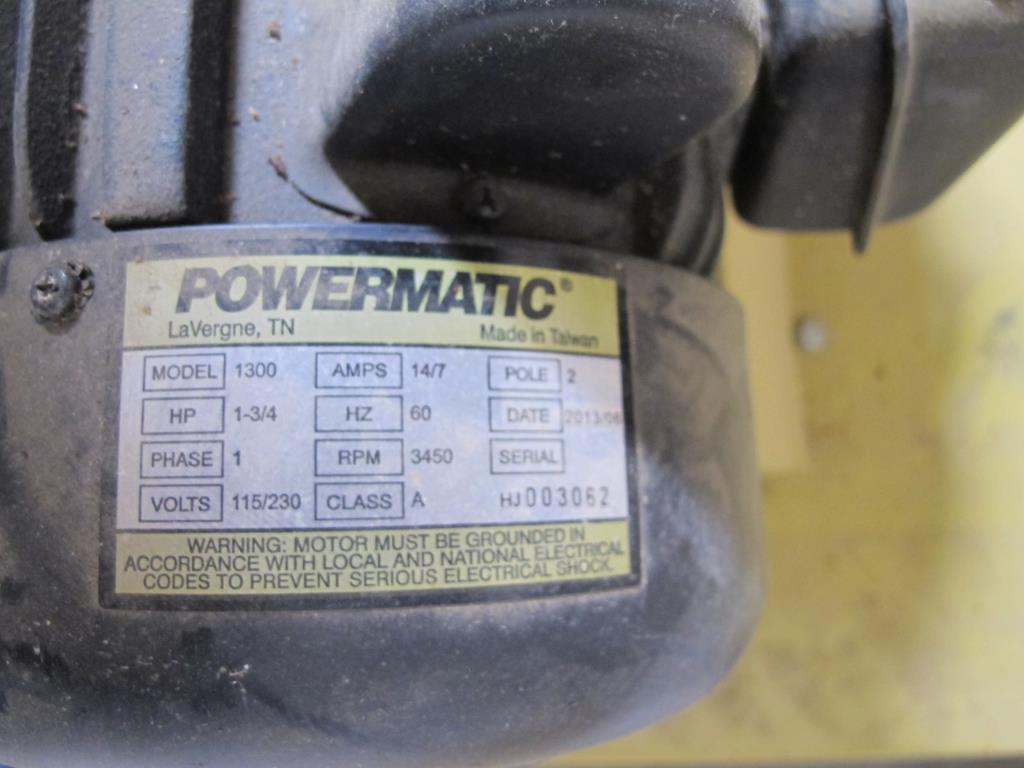 POWERMATIC®
LaVergne, TN Made in Taiwan
MODEL 1300 AMPS 14/7 POLE 2
HP 1-3/4 HZ 60 DATE 2013/06
PHASE 1 RPM 3450 SERIAL
VOLTS 115/230 CLASS A HJ003062
WARNING: MOTOR MUST BE GROUNDED IN
ACCORDANCE WITH LOCAL AND NATIONAL ELECTRICAL
CODES TO PREVENT SERIOUS ELECTRICAL SHOCK.